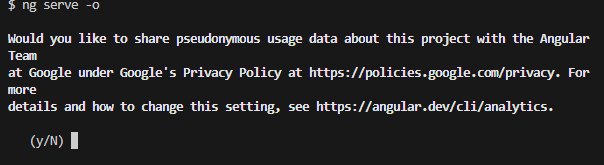 $ ng serve -o
Would you like to share pseudonymous usage data about this project with the Angular
Team
at Google under Google's Privacy Policy at https://policies.google.com/privacy. For
more
details and how to change this setting, see https://angular.dev/cli/analytics.
(y/N)